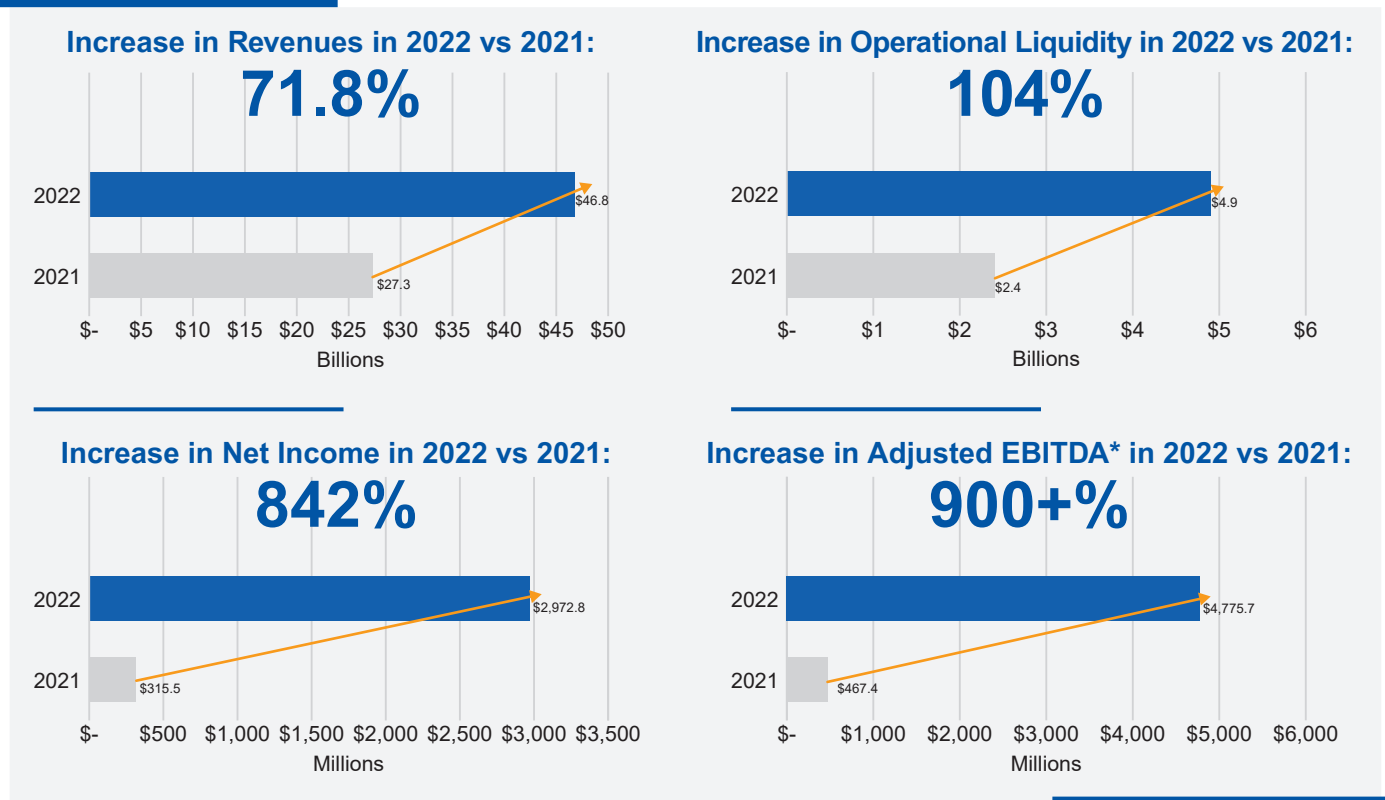 Increase in Revenues in 2022 vs 2021:
71.8%
2022
$46.8
2021
$27.3
$- $5 $10 $15 $20 $25 $30 $35 $40 $45 $50
Billions
Increase in Operational Liquidity in 2022 vs 2021:
104%
2022
$4.9
2021
$2.4
$- $1 $2 $3 $4 $5 $6
Billions
Increase in Net Income in 2022 vs 2021:
842%
2022
$2,972.8
2021
$315.5
$- $500 $1,000 $1,500 $2,000 $2,500 $3,000 $3,500
Millions
Increase in Adjusted EBITDA* in 2022 vs 2021:
900+%
2022
$4,775.7
2021
$467.4
$- $1,000 $2,000 $3,000 $4,000 $5,000 $6,000
Millions